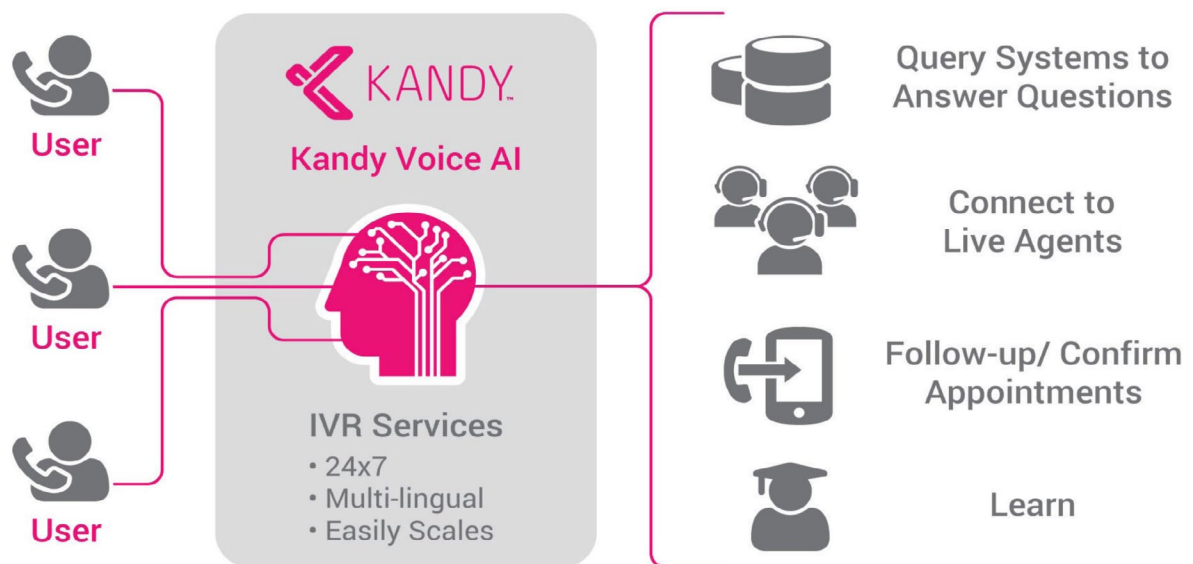 User
User
User
KANDY™
Kandy Voice AI
IVR Services
• 24x7
• Multi-lingual
• Easily Scales
Query Systems to
Answer Questions
Connect to
Live Agents
Follow-up/ Confirm
Appointments
Learn